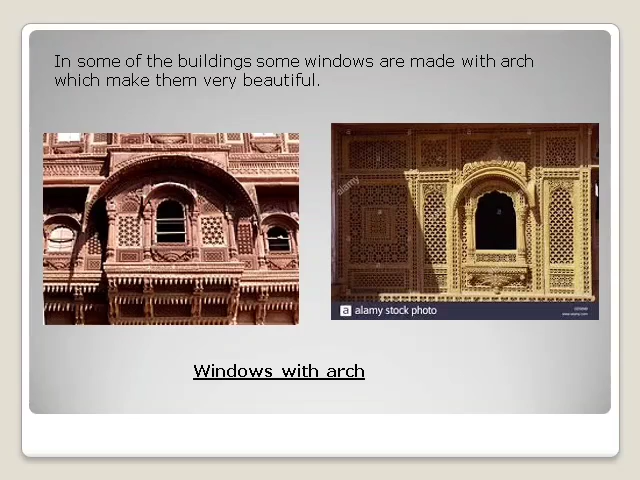 In some of the buildings some windows are made with arch
which make them very beautiful.
alamy
a alamy stock photo
Windows with arch